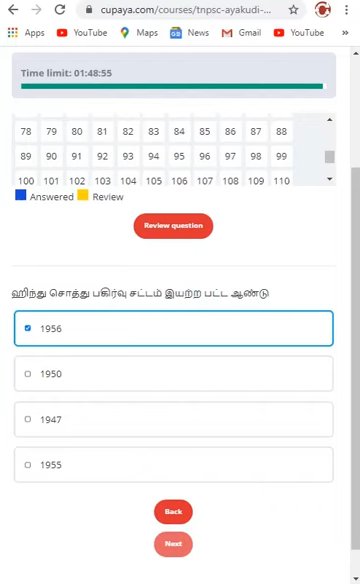 cupaya.com/courses/tnpsc-ayakudi-...
Apps YouTube Maps News Gmail YouTube »
Time limit: 01:48:55
78 79 80 81 82 83 84 85 86 87 88
89 90 91 92 93 94 95 96 97 98 99
100 101 102 103 104 105 106 107 108 109 110
Answered Review
Review question
ஹிந்து சொத்து பகிர்வு சட்டம் இயற்ற பட்ட ஆண்டு
1956
1950
1947
1955
Back
Next